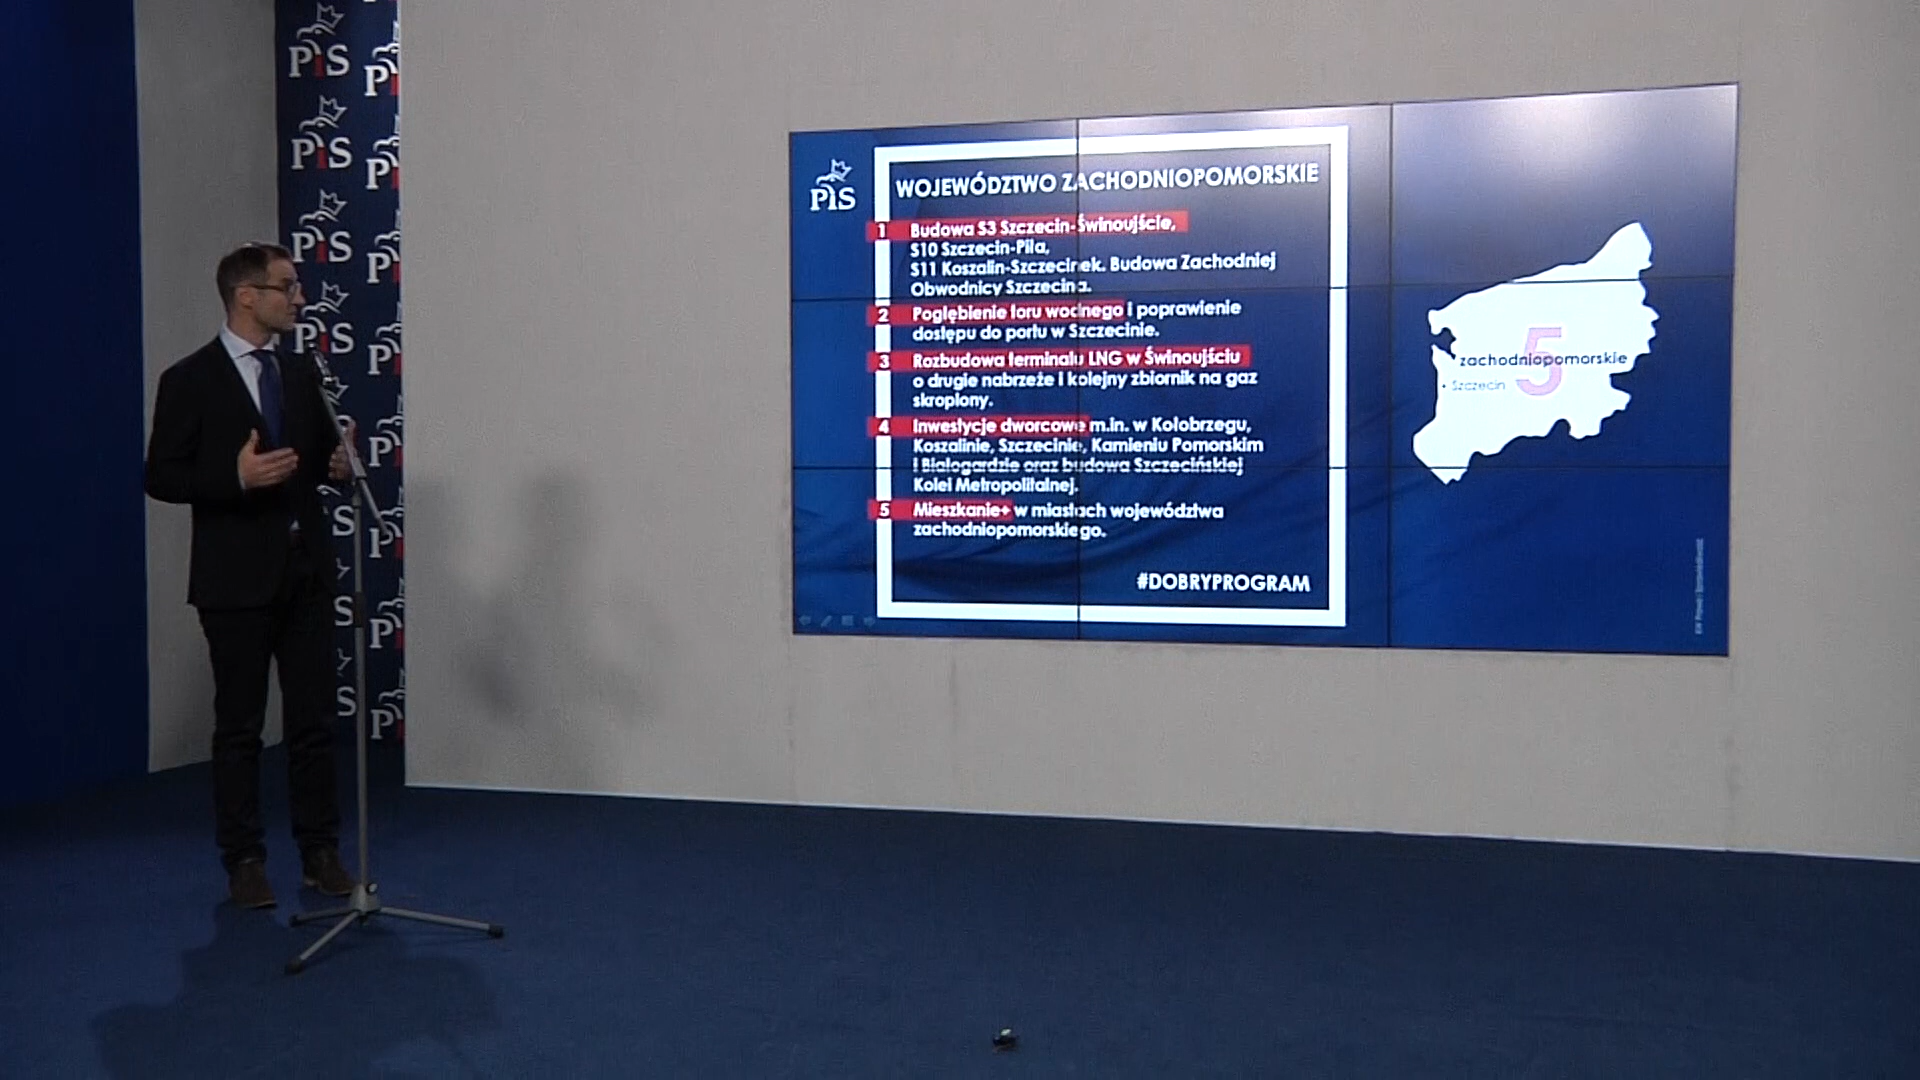 PiS
PiS
PiS
PiS
PiS
WOJEWÓDZTWO ZACHODNIOPOMORSKIE
1 Budowa S3 Szczecin-Świnoujście,
S10 Szczecin-Piła,
S11 Koszalin-Szczecinek. Budowa Zachodniej
Obwodnicy Szczecina.
2 Pogłębienie toru wodnego i poprawienie
dostępu do portu w Szczecinie.
3 Rozbudowa terminalu LNG w Świnoujściu
o drugie nabrzeże i kolejny zbiornik na gaz
skroplony.
4 Inwestycje dworcowe m.in. w Kołobrzegu,
Koszalinie, Szczecinie, Kamieniu Pomorskim
i Białogardzie oraz budowa Szczecińskiej
Kolei Metropolitalnej.
5 Mieszkanie+ w miastach województwa
zachodniopomorskiego.
#DOBRYPROGRAM
5
zachodniopomorskie
Szczecin